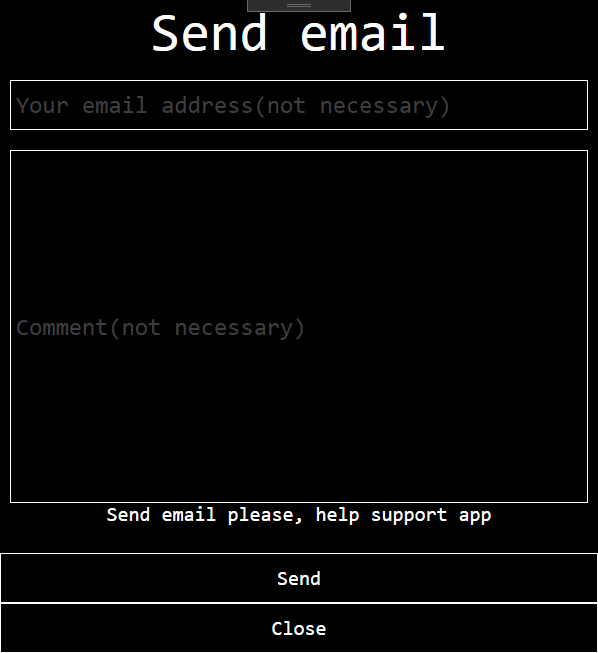 Send email
Your email address(not necessary)
Comment(not necessary)
Send email please, help support app
Send
Close